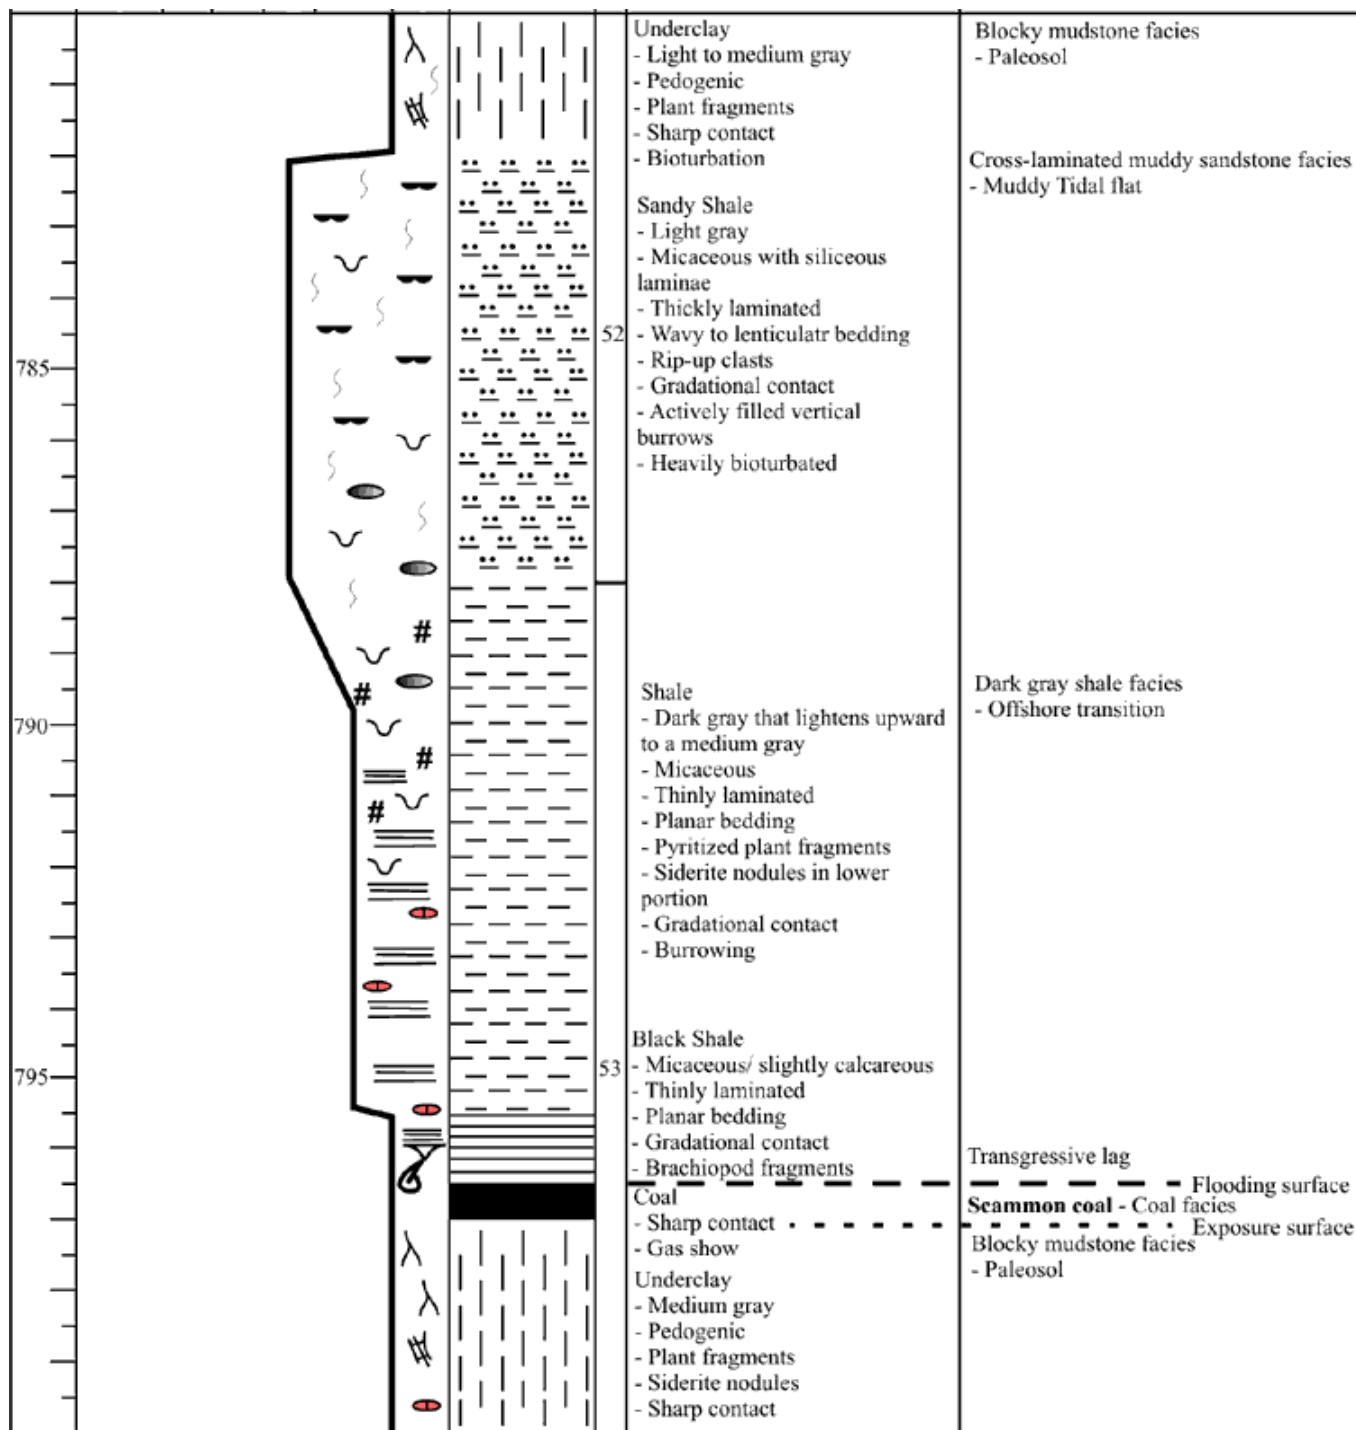 Underclay
- Light to medium gray
- Pedogenic
- Plant fragments
- Sharp contact
- Bioturbation
Blocky mudstone facies
- Paleosol
Cross-laminated muddy sandstone facies
- Muddy Tidal flat
Sandy Shale
- Light gray
- Micaceous with siliceous
laminae
- Thickly laminated
- Wavy to lenticulatr bedding
- Rip-up clasts
- Gradational contact
- Actively filled vertical
burrows
- Heavily bioturbated
52
785
Shale
- Dark gray that lightens upward
to a medium gray
- Micaceous
- Thinly laminated
- Planar bedding
- Pyritized plant fragments
- Siderite nodules in lower
portion
- Gradational contact
- Burrowing
Dark gray shale facies
- Offshore transition
#
#
#
#
790
Black Shale
- Micaceous/ slightly calcareous
- Thinly laminated
- Planar bedding
- Gradational contact
- Brachiopod fragments
53
795
Transgressive lag
Flooding surface
Coal
- Sharp contact
- Gas show
Scammon coal - Coal facies
Exposure surface
Blocky mudstone facies
- Paleosol
Underclay
- Medium gray
- Pedogenic
- Plant fragments
- Siderite nodules
- Sharp contact